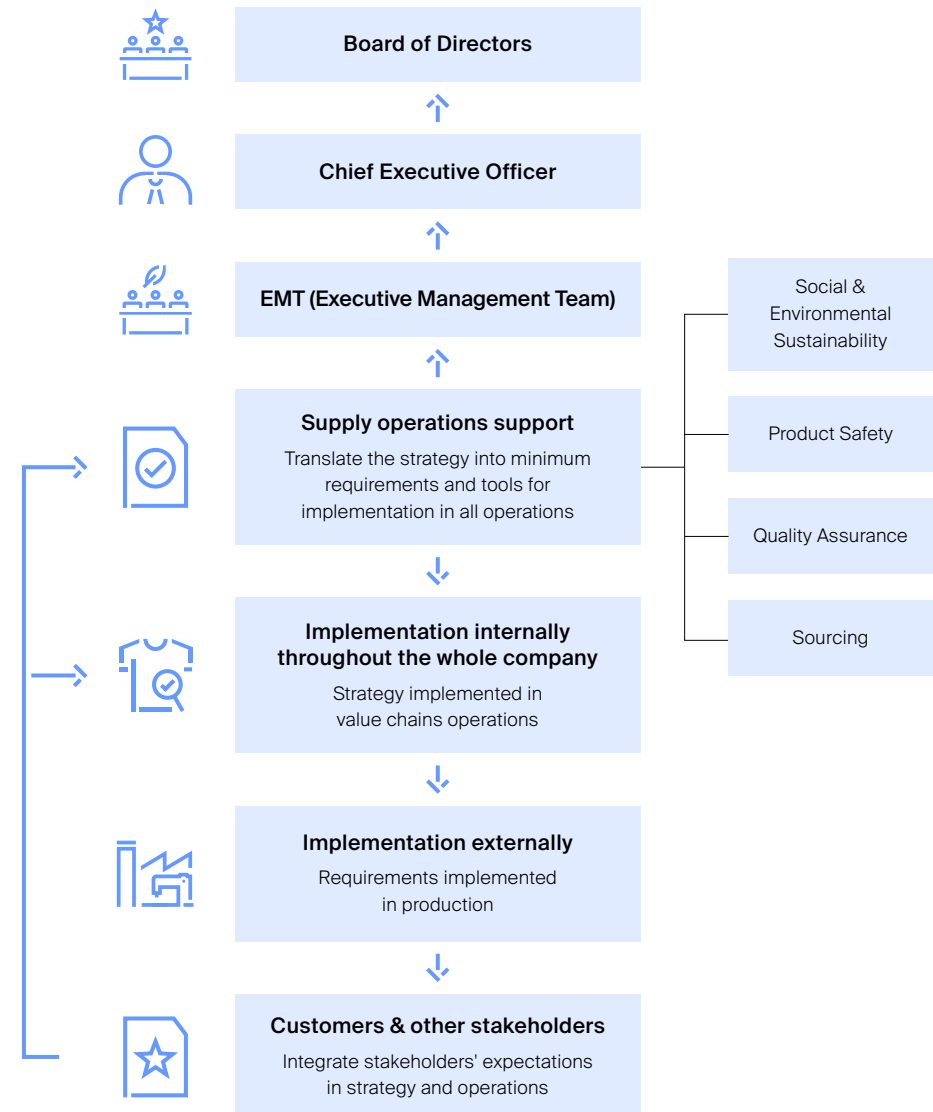 Board of Directors
Chief Executive Officer
EMT (Executive Management Team)
Supply operations support
Translate the strategy into minimum
requirements and tools for
implementation in all operations
Social &
Environmental
Sustainability
Product Safety
Quality Assurance
Sourcing
Implementation internally
throughout the whole company
Strategy implemented in
value chains operations
Implementation externally
Requirements implemented
in production
Customers & other stakeholders
Integrate stakeholders' expectations
in strategy and operations